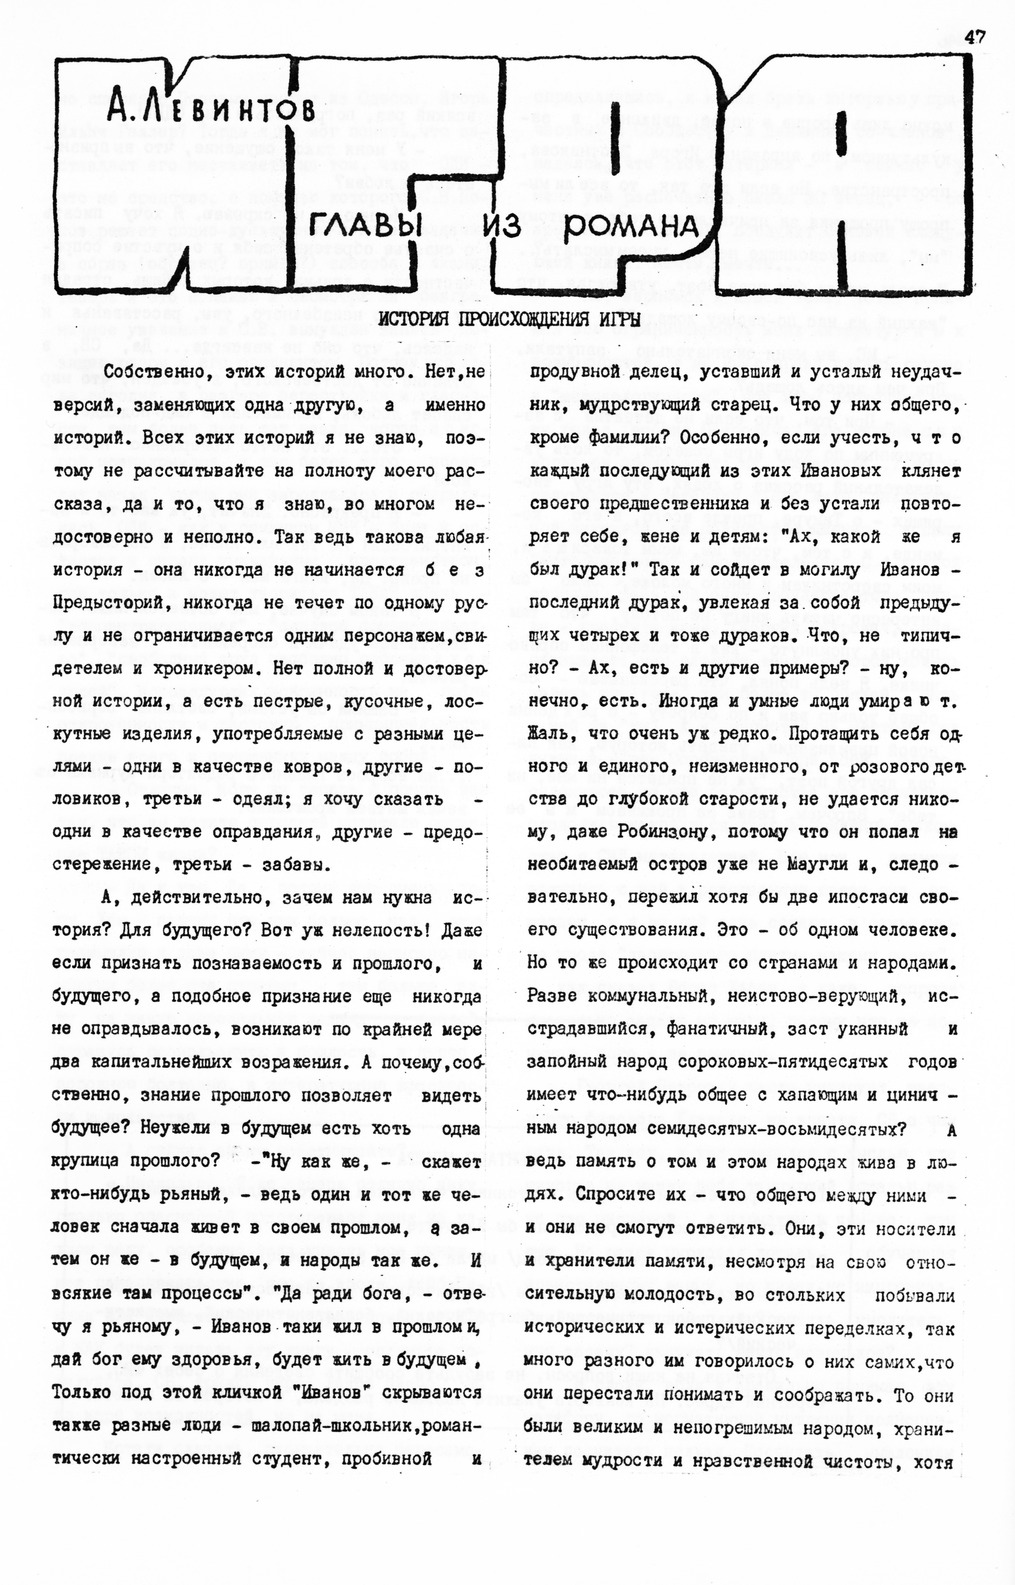 47
А.ЛЕВИНТОВ
ИГРА
ГЛАВЫ ИЗ РОМАНА
ИСТОРИЯ ПРОИСХОЖДЕНИЯ ИГРЫ
Собственно, этих историй много. Нет,не
версий, заменяющих одна другую, а именно
историй. Всех этих историй я не знаю, поэ-
тому не рассчитывайте на полноту моего рас-
сказа, да и то, что я знаю, во многом не-
достоверно и неполно. Так ведь такова любая
история - она никогда не начинается б е з
Предысторий, никогда не течет по одному рус-
лу и не ограничивается одним персонажем,сви-
детелем и хроникером. Нет полной и достовер-
ной истории, а есть пестрые, кусочные, лос-
кутные изделия, употребляемые с разными це-
лями - одни в качестве ковров, другие - по-
ловиков, третьи - одеял; я хочу сказать -
одни в качестве оправдания, другие - предо-
стережение, третьи - забавы.
А, действительно, зачем нам нужна ис-
тория? Для будущего? Вот уж нелепость! Даже
если признать познаваемость и прошлого, и
будущего, а подобное признание еще никогда
не оправдывалось, возникают по крайней мере
два капитальнейших возражения. А почему,соб-
ственно, знание прошлого позволяет видеть
будущее? Неужели в будущем есть хоть одна
крупица прошлого? -"Ну как же, - скажет
кто-нибудь рьяный, - ведь один и тот же че-
ловек сначала живет в своем прошлом, а за-
тем он же - в будущем, и народы так же. И
всякие там процессы". "Да ради бога, - отве-
чу я рьяному, - Иванов таки жил в прошлом и,
дай бог ему здоровья, будет жить в будущем ,
Только под этой кличкой "Иванов" скрываются
также разные люди - шалопай-школьник,роман-
тически настроенный студент, пробивной и
продувной делец, уставший и усталый неудач-
ник, мудрствующий старец. Что у них общего,
кроме фамилии? Особенно, если учесть, ч т о
каждый последующий из этих Ивановых клянет
своего предшественника и без устали повто-
ряет себе, жене и детям: "Ах, какой же я
был дурак!" Так и сойдет в могилу Иванов -
последний дурак, увлекая за собой предыду-
щих четырех и тоже дураков. Что, не типич-
но? - Ах, есть и другие примеры? - ну, ко-
нечно, есть. Иногда и умные люди умира ю т.
Жаль, что очень уж редко. Протащить себя од-
ного и единого, неизменного, от розового дет-
ства до глубокой старости, не удается нико-
му, даже Робинзону, потому что он попал на
необитаемый остров уже не Маугли и, следо -
вательно, пережил хотя бы две ипостаси сво-
его существования. Это - об одном человеке.
Но то же происходит со странами и народами.
Разве коммунальный, неистово-верующий, ис-
страдавшийся, фанатичный, заст уканный и
запойный народ сороковых-пятидесятых годов
имеет что-нибудь общее с хапающим и цинич -
ным народом семидесятых-восьмидесятых? А
ведь память о том и этом народах жива в лю-
дях. Спросите их - что общего между ними -
и они не смогут ответить. Они, эти носители
и хранители памяти, несмотря на свою отно-
сительную молодость, во стольких побывали
исторических и истерических переделках, так
много разного им говорилось о них самих,что
они перестали понимать и соображать. То они
были великим и непогрешимым народом, храни-
телем мудрости и нравственной чистоты, хотя